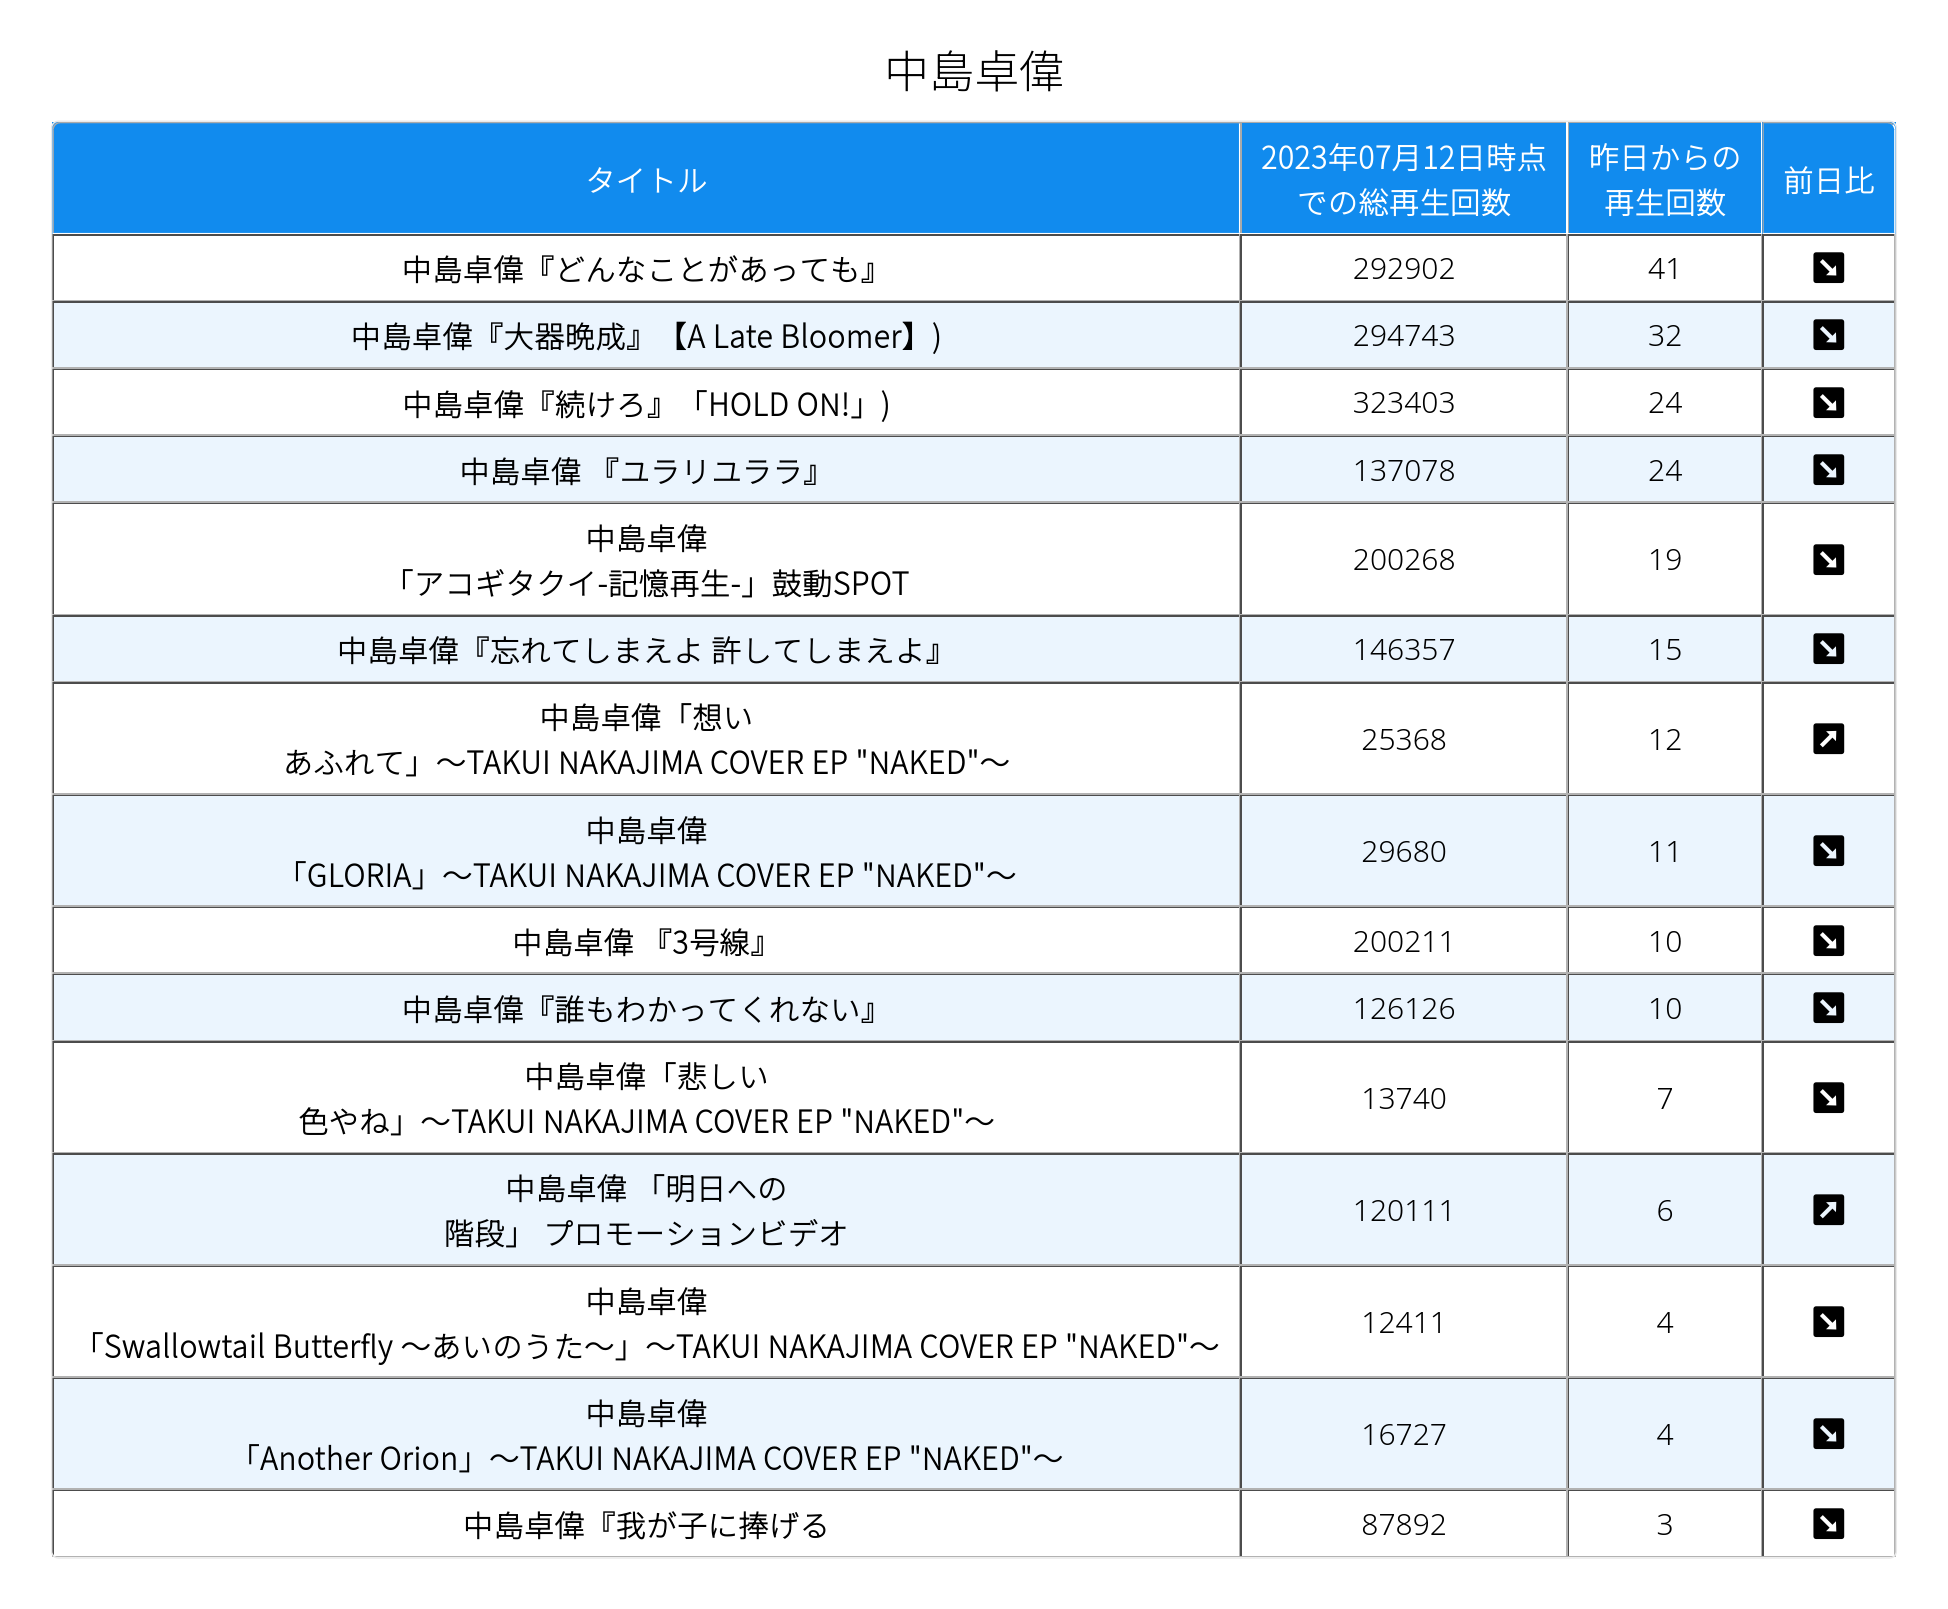 中島卓偉
タイトル
2023年07月12日時点
での総再生回数
昨日からの
再生回数
前日比
中島卓偉『どんなことがあっても』 292902 41
中島卓偉『大器晩成』【A Late Bloomer】) 294743 32
中島卓偉『続けろ』「HOLD ON!」) 323403 24
中島卓偉 『ユラリユララ』 137078 24
中島卓偉
「アコギタクイ-記憶再生-」鼓動SPOT
200268 19
中島卓偉『忘れてしまえよ 許してしまえよ』 146357 15
中島卓偉「想い
あふれて」～TAKUI NAKAJIMA COVER EP "NAKED"～
25368 12
中島卓偉
「GLORIA」～TAKUI NAKAJIMA COVER EP "NAKED"～
29680 11
中島卓偉 『3号線』 200211 10
中島卓偉『誰もわかってくれない』 126126 10
中島卓偉「悲しい
色やね」～TAKUI NAKAJIMA COVER EP "NAKED"～
13740 7
中島卓偉 「明日への
階段」 プロモーションビデオ
120111 6
中島卓偉
「Swallowtail Butterfly ～あいのうた～」～TAKUI NAKAJIMA COVER EP "NAKED"～
12411 4
中島卓偉
「Another Orion」～TAKUI NAKAJIMA COVER EP "NAKED"～
16727 4
中島卓偉『我が子に捧げる 87892 3